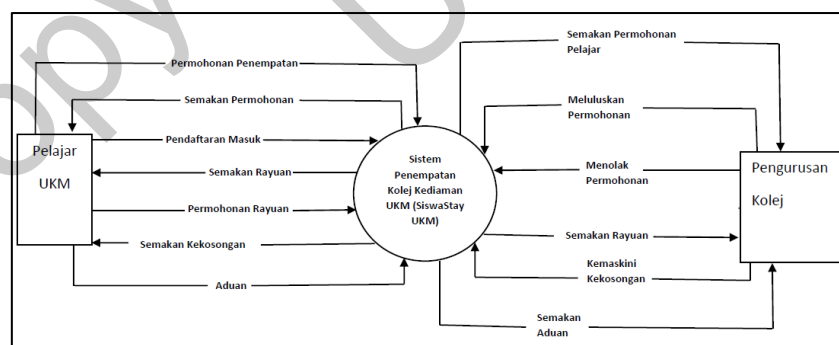 Pelajar
UKM
Permohonan Penempatan
Semakan Permohonan
Pendaftaran Masuk
Semakan Rayuan
Permohonan Rayuan
Semakan Kekosongan
Aduan
Sistem
Penempatan
Kolej Kediaman
UKM (SiswaStay
UKM)
Semakan Permohonan
Pelajar
Meluluskan
Permohonan
Menolak
Permohonan
Semakan Rayuan
Kemaskini
Kekosongan
Semakan
Aduan
Pengurusan
Kolej